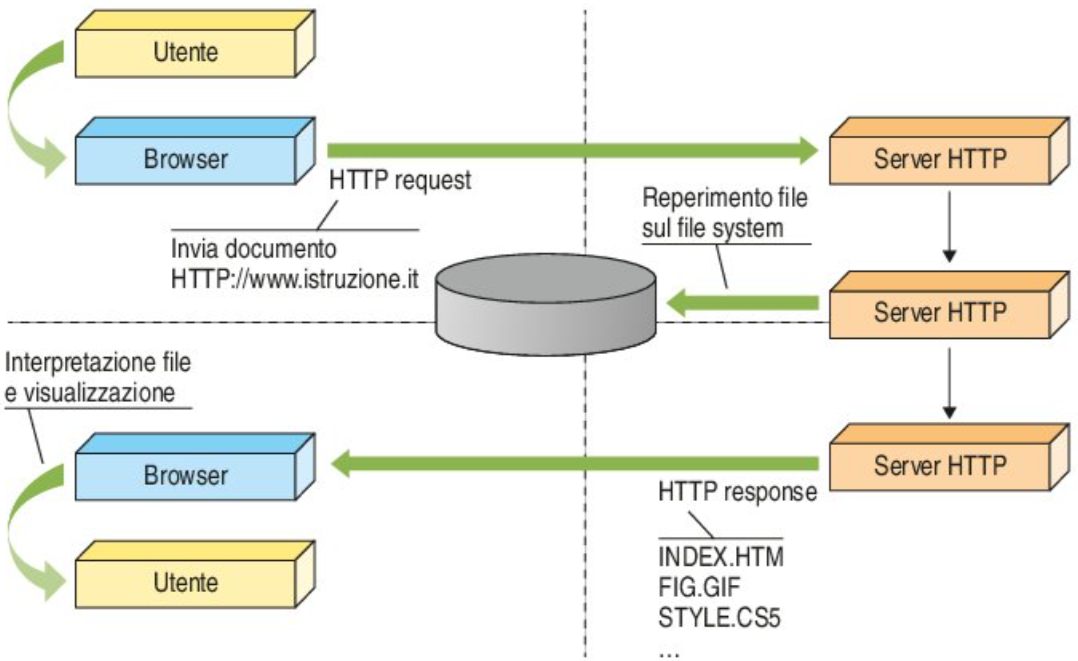 Utente
Browser
Server HTTP
HTTP request
Invia documento
HTTP://www.istruzione.it
Reperimento file
sul file system
Server HTTP
Interpretazione file
e visualizzazione
Browser
Server HTTP
HTTP response
INDEX.HTM
FIG.GIF
STYLE.CS5
...
Utente